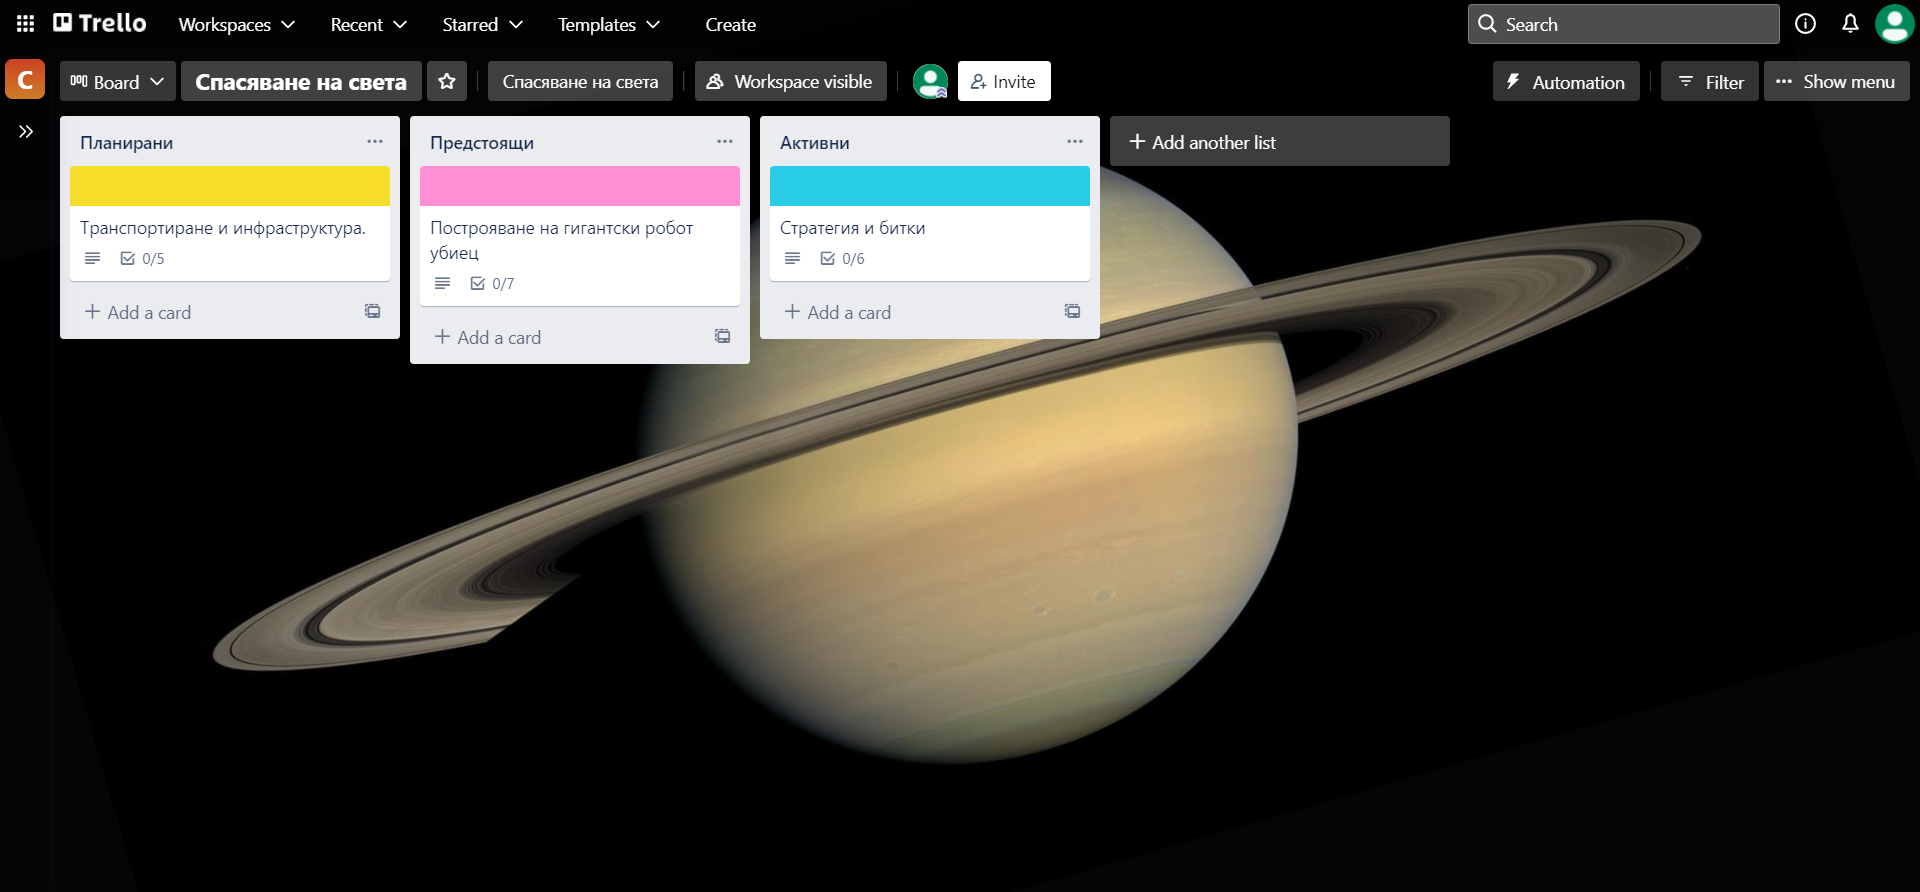 Trello
Workspaces
Recent
Starred
Templates
Create
Search
С
Board
Спасяване на света
Спасяване на света
Workspace visible
Invite
Automation
Filter
Show menu
Планирани
Транспортиране и инфраструктура.
0/5
Add a card
Предстоящи
Построяване на гигантски робот
убиец
0/7
Add a card
Активни
Стратегия и битки
0/6
Add a card
Add another list